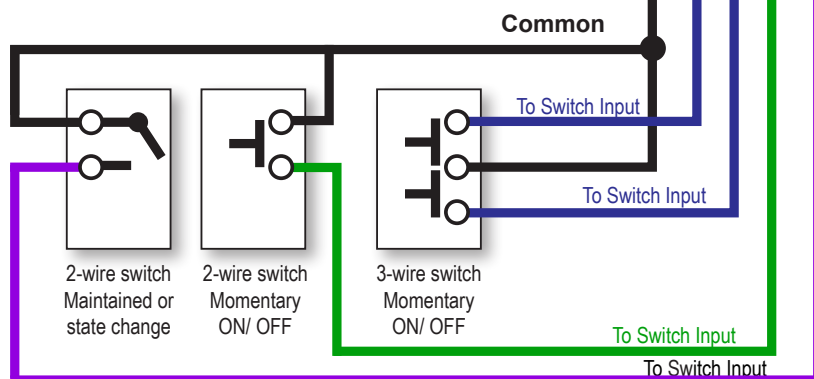 Common
To Switch Input
To Switch Input
2-wire switch
Maintained or
state change
2-wire switch
Momentary
ON/ OFF
3-wire switch
Momentary
ON/ OFF
To Switch Input
To Switch Input